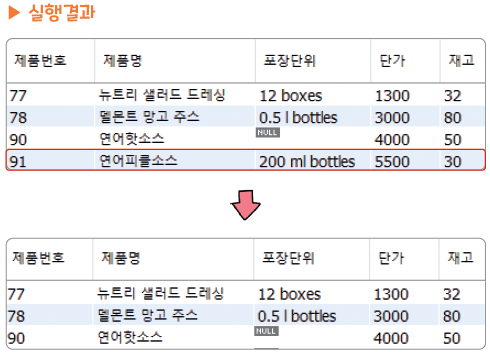 ▶ 실행결과
제품번호 제품명 포장단위 단가 재고
77 뉴트리 샐러드 드레싱 12 boxes 1300 32
78 델몬트 망고 주스 0.5 l bottles 3000 80
90 연어핫소스 NULL 4000 50
91 연어피클소스 200 ml bottles 5500 30
제품번호 제품명 포장단위 단가 재고
77 뉴트리 샐러드 드레싱 12 boxes 1300 32
78 델몬트 망고 주스 0.5 l bottles 3000 80
90 연어핫소스 NULL 4000 50